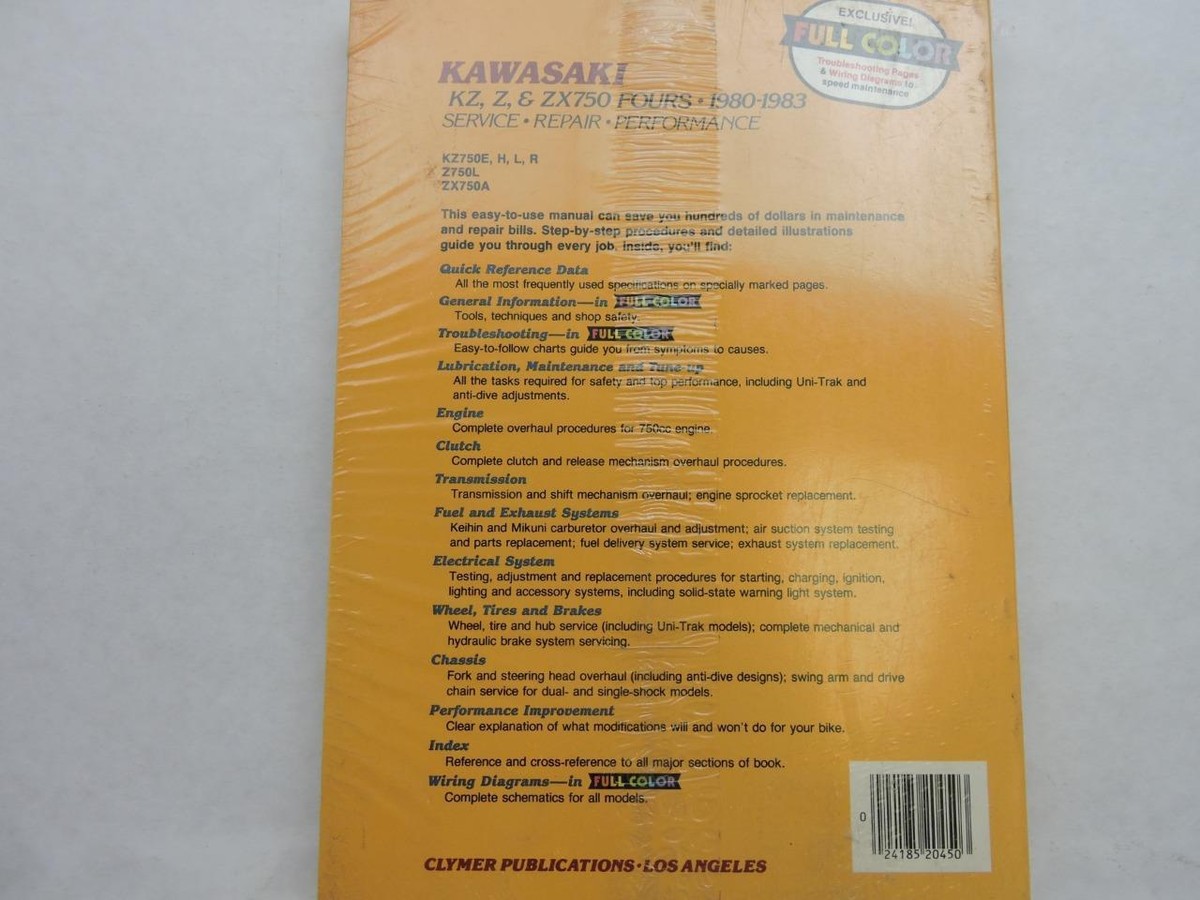 EXCLUSIVE!
FULL COLOR
Troubleshooting Pages
& Wiring Diagrams to
speed maintenance
KAWASAKI
KZ, Z, & ZX750 FOURS • 1980-1983
SERVICE • REPAIR • PERFORMANCE
KZ750E, H, L, R
Z750L
ZX750A
This easy-to-use manual can save you hundreds of dollars in maintenance
and repair bills. Step-by-step procedures and detailed illustrations
guide you through every job. Inside, you'll find:
Quick Reference Data
All the most frequently used specifications on specially marked pages.
General Information—in FULL COLOR
Tools, techniques and shop safety.
Troubleshooting—in FULL COLOR
Easy-to-follow charts guide you from symptoms to causes.
Lubrication, Maintenance and Tune-up
All the tasks required for safety and top performance, including Uni-Trak and
anti-dive adjustments.
Engine
Complete overhaul procedures for 750cc engine.
Clutch
Complete clutch and release mechanism overhaul procedures.
Transmission
Transmission and shift mechanism overhaul; engine sprocket replacement.
Fuel and Exhaust Systems
Keihin and Mikuni carburetor overhaul and adjustment; air suction system testing
and parts replacement; fuel delivery system service; exhaust system replacement.
Electrical System
Testing, adjustment and replacement procedures for starting, charging, ignition,
lighting and accessory systems, including solid-state warning light system.
Wheel, Tires and Brakes
Wheel, tire and hub service (including Uni-Trak models); complete mechanical and
hydraulic brake system servicing.
Chassis
Fork and steering head overhaul (including anti-dive designs); swing arm and drive
chain service for dual- and single-shock models.
Performance Improvement
Clear explanation of what modifications will and won't do for your bike.
Index
Reference and cross-reference to all major sections of book.
Wiring Diagrams—in FULL COLOR
Complete schematics for all models.
0 24185 20450
CLYMER PUBLICATIONS • LOS ANGELES